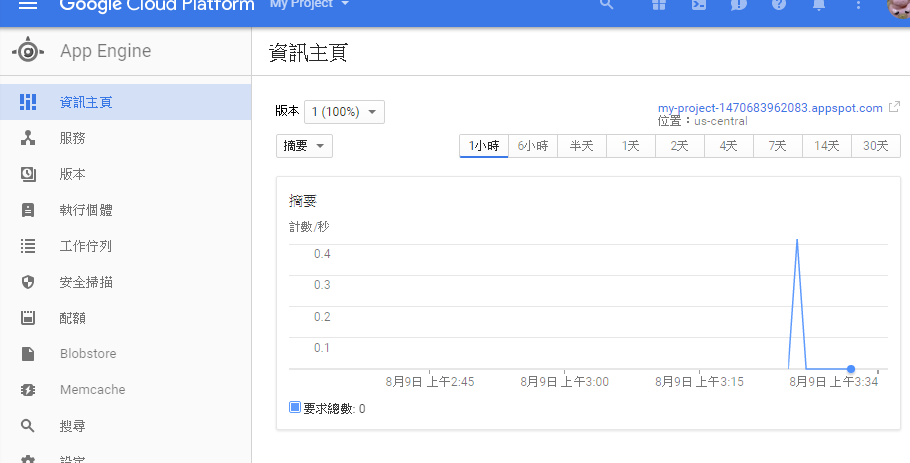 Google Cloud Platform My Project
App Engine
資訊主頁
資訊主頁
服務
版本
執行個體
工作佇列
安全掃描
配額
Blobstore
Memcache
搜尋
設定
版本 1 (100%)
my-project-1470683962083.appspot.com
位置：us-central
摘要
1小時 6小時 半天 1天 2天 4天 7天 14天 30天
摘要
計數/秒
0.4
0.3
0.2
0.1
8月9日 上午2:45 8月9日 上午3:00 8月9日 上午3:15 8月9日 上午3:34
要求總數: 0